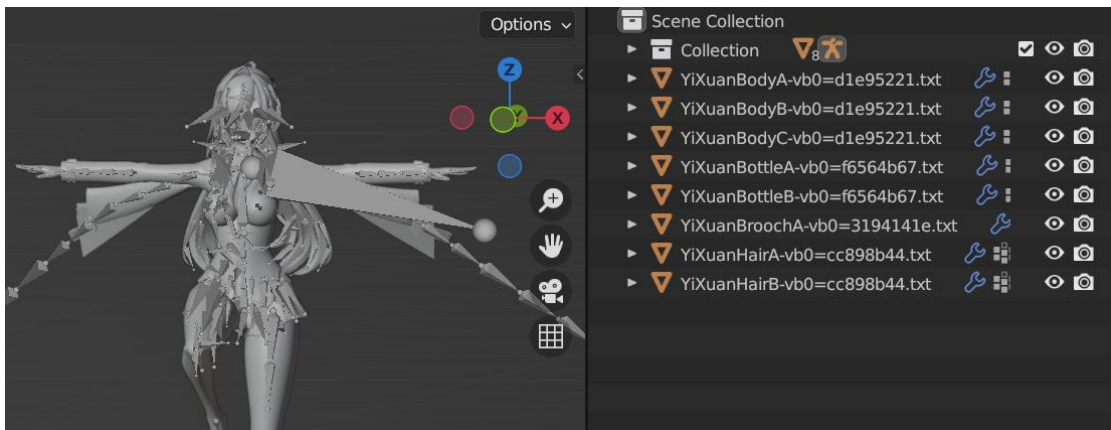 Options
Z
Y
X
Scene Collection
Collection 8
YiXuanBodyA-vb0=d1e95221.txt
YiXuanBodyB-vb0=d1e95221.txt
YiXuanBodyC-vb0=d1e95221.txt
YiXuanBottleA-vb0=f6564b67.txt
YiXuanBottleB-vb0=f6564b67.txt
YiXuanBroochA-vb0=3194141e.txt
YiXuanHairA-vb0=cc898b44.txt
YiXuanHairB-vb0=cc898b44.txt